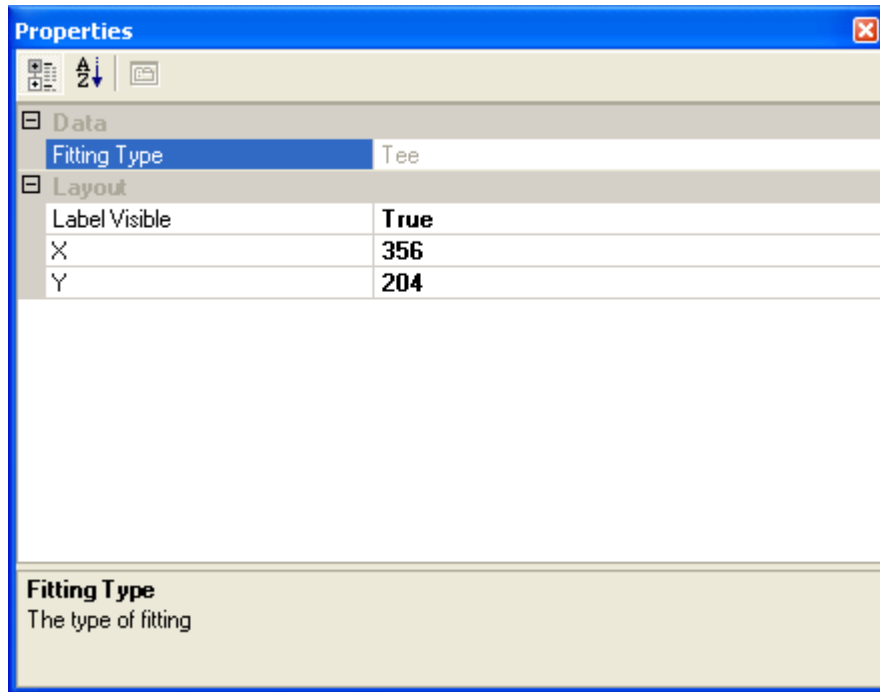 Properties
A
Z
Data
Fitting Type Tee
Layout
Label Visible True
X 356
Y 204
Fitting Type
The type of fitting